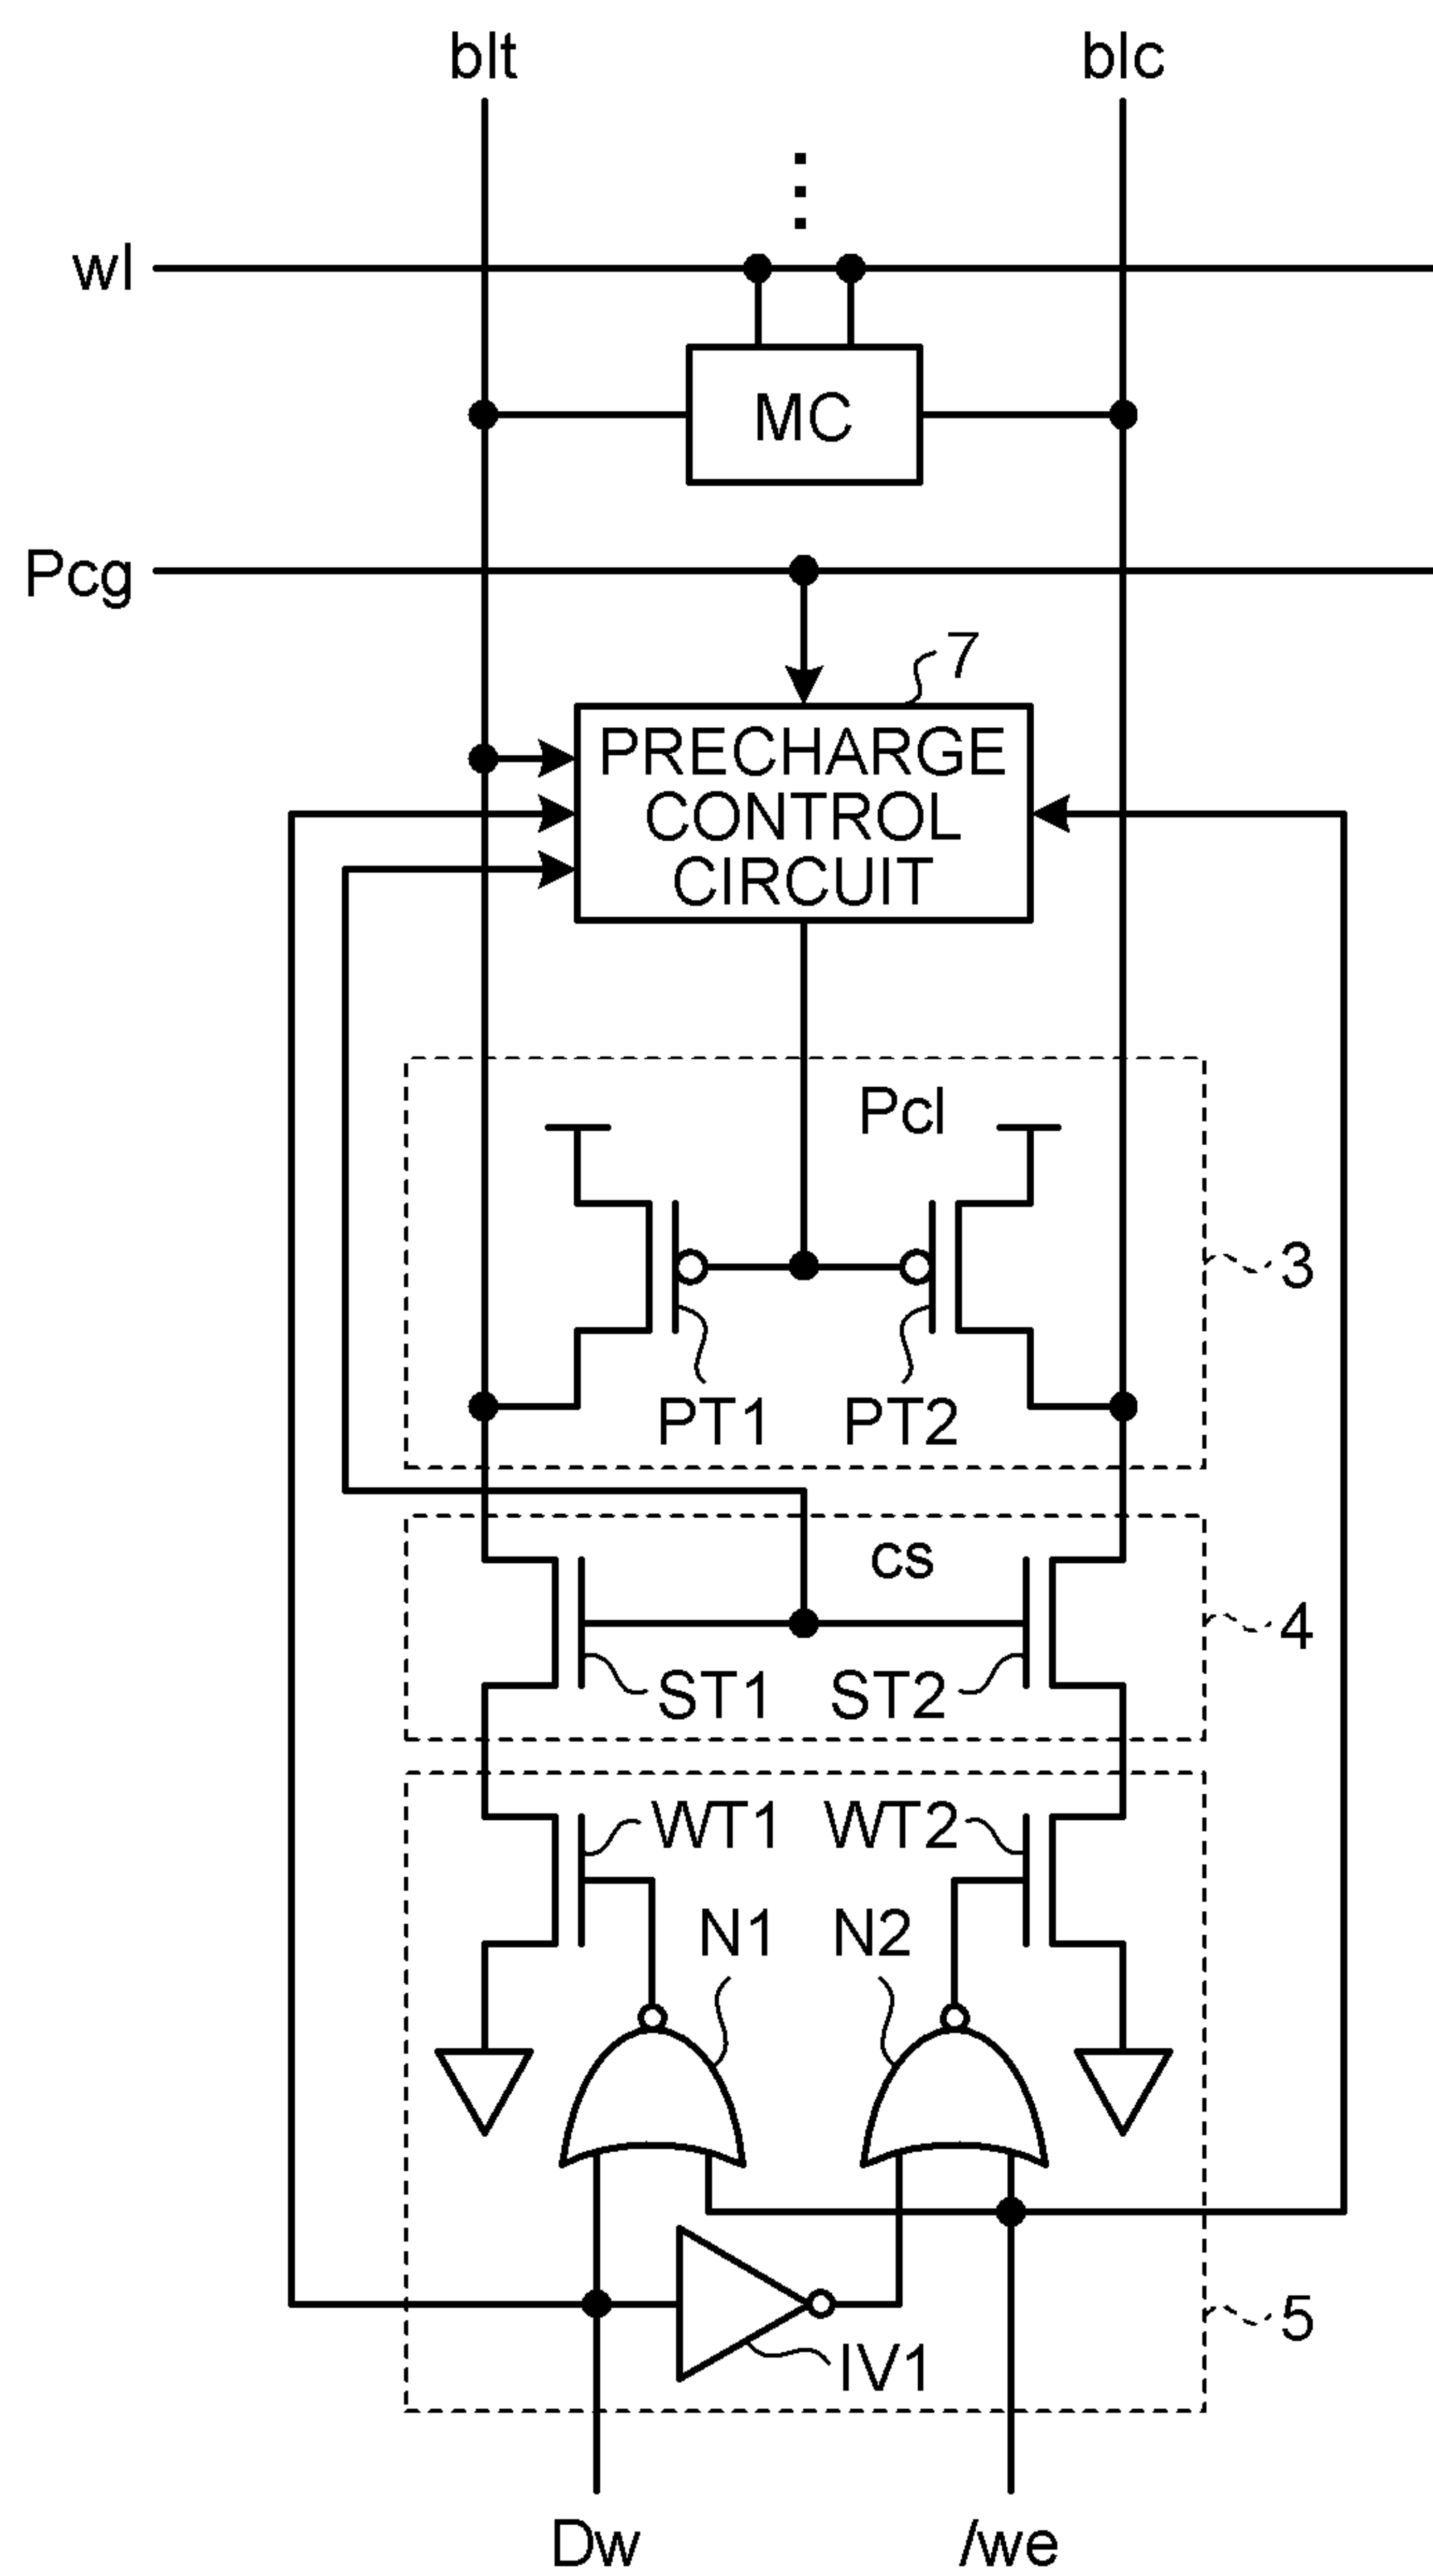 blt blc
wl
MC
Pcg
7
PRECHARGE
CONTROL
CIRCUIT
Pcl
3
PT1 PT2
cs
4
ST1 ST2
WT1 WT2
N1 N2
5
IV1
Dw /we